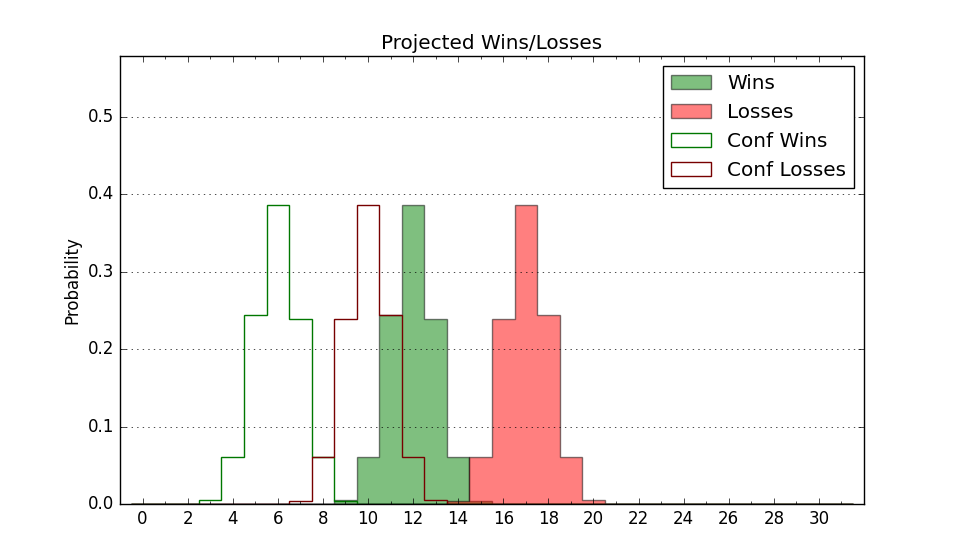 Projected Wins/Losses
Wins
Losses
Conf Wins
Conf Losses
Probability
0.5
0.4
0.3
0.2
0.1
0.0
0 2 4 6 8 10 12 14 16 18 20 22 24 26 28 30